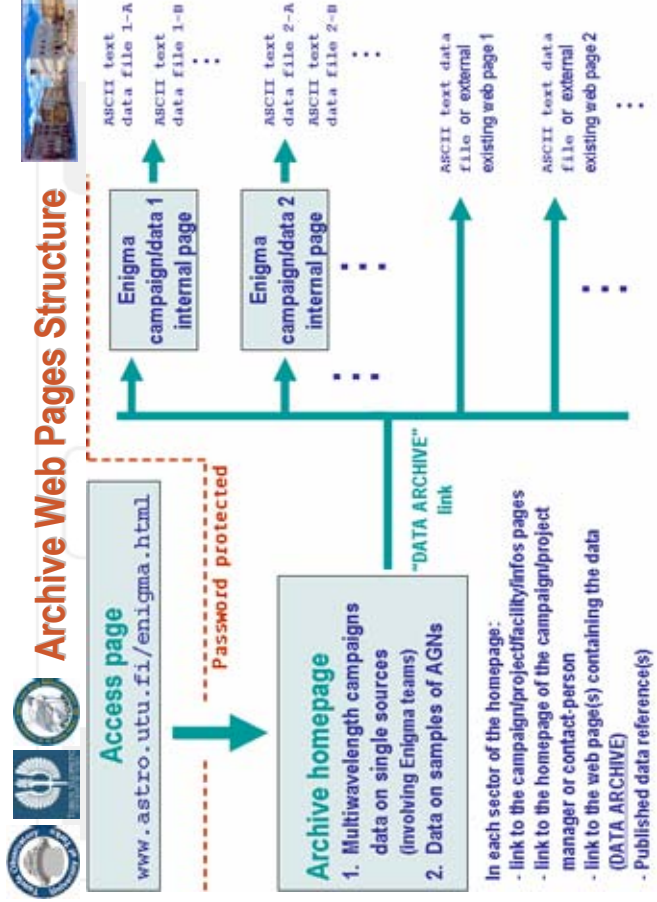 Archive Web Pages Structure
Access page
www.astro.utu.fi/enigma.html
Password protected
Archive homepage
1. Multiwavelength campaigns
data on single sources
(involving Enigma teams)
2. Data on samples of AGNs
"DATA ARCHIVE"
link
In each sector of the homepage:
- link to the campaign/project/facility/infos pages
- link to the homepage of the campaign/project
manager or contact-person
- link to the web page(s) containing the data
(DATA ARCHIVE)
- Published data reference(s)
Enigma
campaign/data 1
internal page
ASCII text
data file 1-A
ASCII text
data file 1-B
Enigma
campaign/data 2
internal page
ASCII text
data file 2-A
ASCII text
data file 2-B
ASCII text data
file or external
existing web page 1
ASCII text data
file or external
existing web page 2